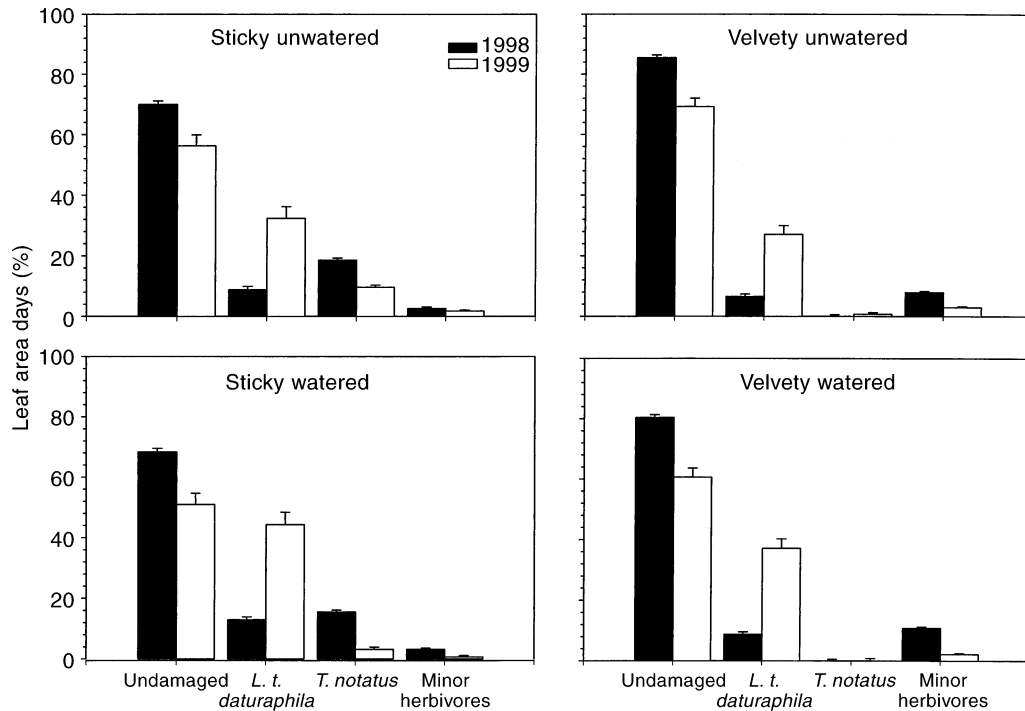 Leaf area days (%)
Sticky unwatered
1998
1999
100
80
60
40
20
0
Velvety unwatered
Sticky watered
100
80
60
40
20
0
Undamaged
L. t.
daturaphila
T. notatus
Minor
herbivores
Velvety watered
Undamaged
L. t.
daturaphila
T. notatus
Minor
herbivores